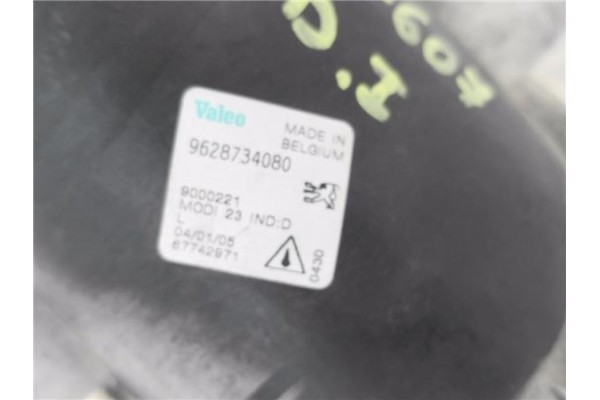 Valeo
MADE IN
BELGIUM
9628734080
9000221
MODI 23 IND:D
L
04/01/05
67742971
0430
I.D